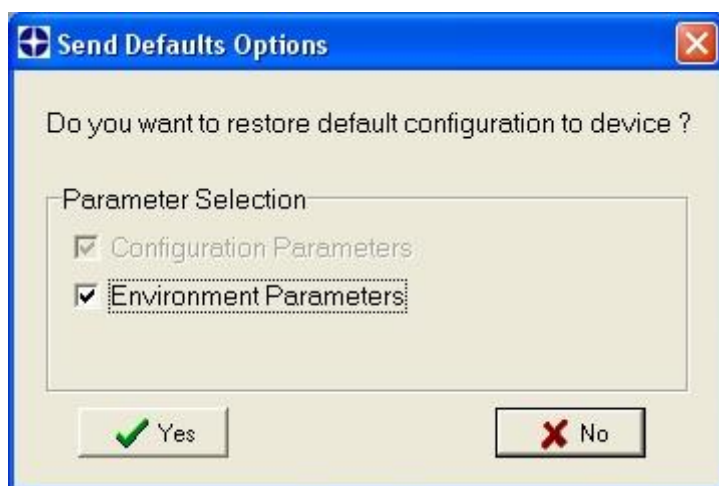 Send Defaults Options
Do you want to restore default configuration to device ?
Parameter Selection
Configuration Parameters
Environment Parameters
Yes
No